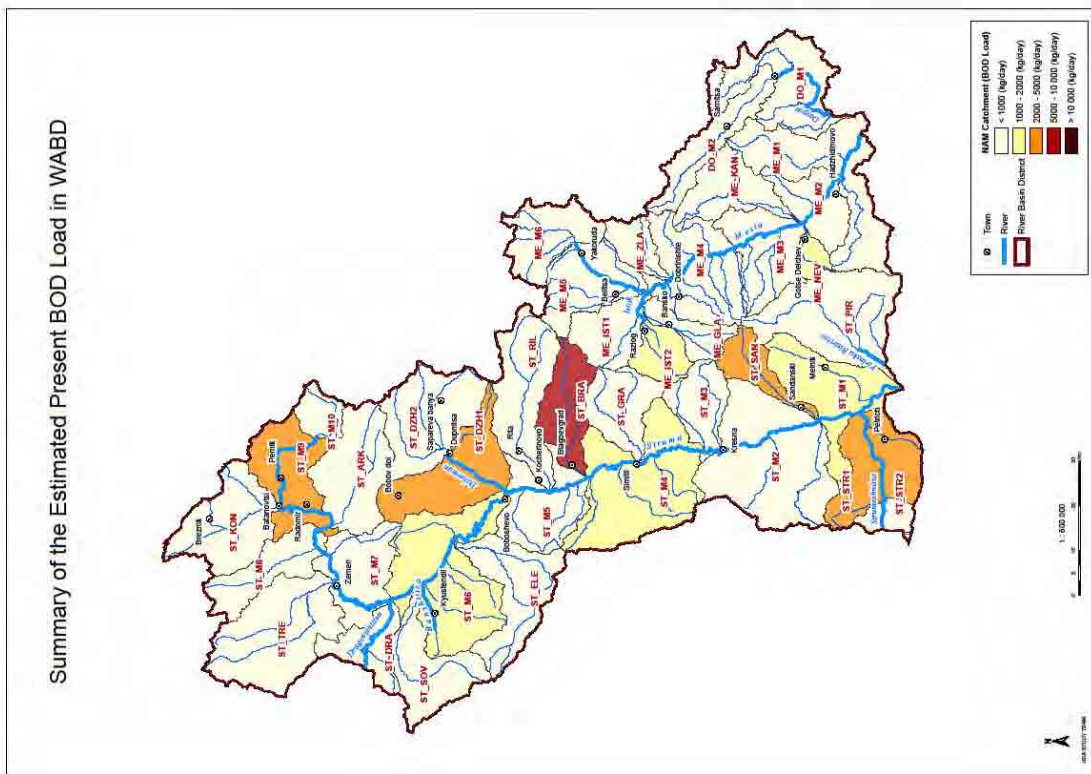 Summary of the Estimated Present BOD Load in WABD
Breznik
ST_KON
Batanovtsi
Pernik
ST_M9
ST_M10
Radomir
ST_M8
ST_TRE
Zemen
ST_M7
ST_ARK
Bobov dol
ST_DZH2
Sapareva banya
Dupnitsa
ST_DZH1
ST_DRA
ST_SOV
Kyustendil
ST_M6
ST_ELE
Boboshevo
ST_M5
Kocherinovo
Rila
ST_RIL
Blagoevgrad
ST_BRA
ST_GRA
Simitli
Struma
ST_M4
Kresna
ST_M3
ST_M2
ST_SAN
Sandanski
Melnik
ST_M1
Petrich
ST_STR1
ST_STR2
ST_PIR
ME_M6
Yakoruda
ME_M5
Belitsa
ME_IST1
ME_ZLA
Razlog
Bansko
Dobrinishte
ME_IST2
ME_GLA
ME_M4
Mesta
ME_M3
Gotse Delchev
ME_NEV
ME_M2
Hadzhidimovo
ME_M1
ME-KAN
DO_M2
Sarnitsa
DO_M1
Town
River
River Basin District
NAM Catchment (BOD Load)
< 1000 (kg/day)
1000 - 2000 (kg/day)
2000 - 5000 (kg/day)
5000 - 10 000 (kg/day)
> 10 000 (kg/day)
N